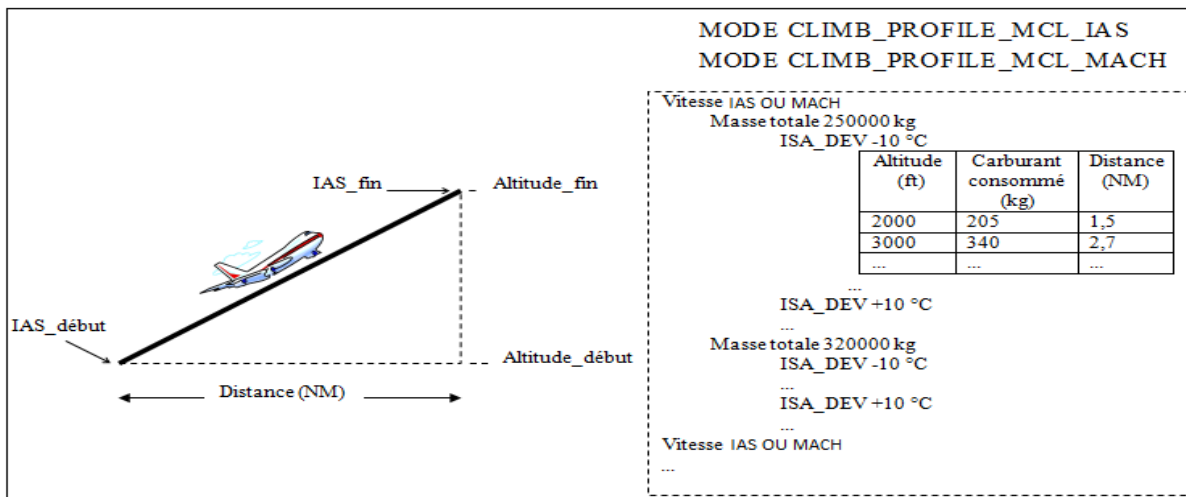 MODE CLIMB_PROFILE_MCL_IAS
MODE CLIMB_PROFILE_MCL_MACH
IAS_fin
Altitude_fin
IAS_début
Altitude_début
Distance (NM)
Vitesse IAS OU MACH
Masse totale 250000 kg
ISA_DEV -10 °C
Altitude (ft) Carburant consommé (kg) Distance (NM)
2000 205 1,5
3000 340 2,7
... ... ...
...
ISA_DEV +10 °C
...
Masse totale 320000 kg
ISA_DEV -10 °C
...
ISA_DEV +10 °C
...
Vitesse IAS OU MACH
...